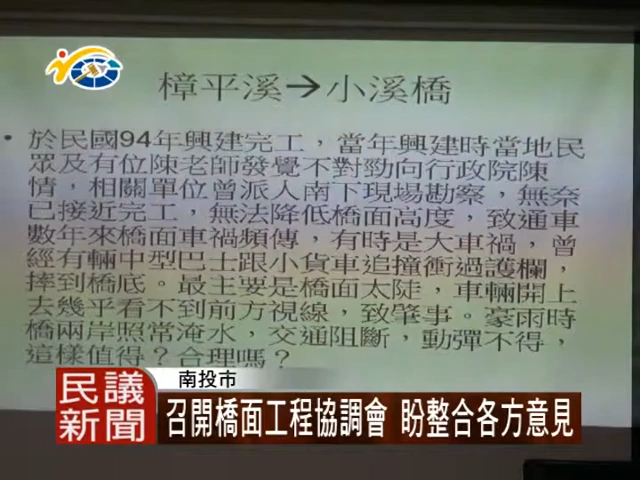 樟平溪→小溪橋
• 於民國94年興建完工，當年興建時當地民
眾及有位陳老師發覺不對勁向行政院陳
情，相關單位曾派人南下現場勘察，無奈
已接近完工，無法降低橋面高度，致通車
數年來橋面車禍頻傳，有時是大車禍，曾
經有輛中型巴士跟小貨車追撞衝過護欄，
摔到橋底。最主要是橋面太陡，車輛開上
去幾乎看不到前方視線，致肇事。豪雨時
橋兩岸照常淹水，交通阻斷，動彈不得，
這樣值得？合理嗎？
南投市
民議新聞
召開橋面工程協調會 盼整合各方意見